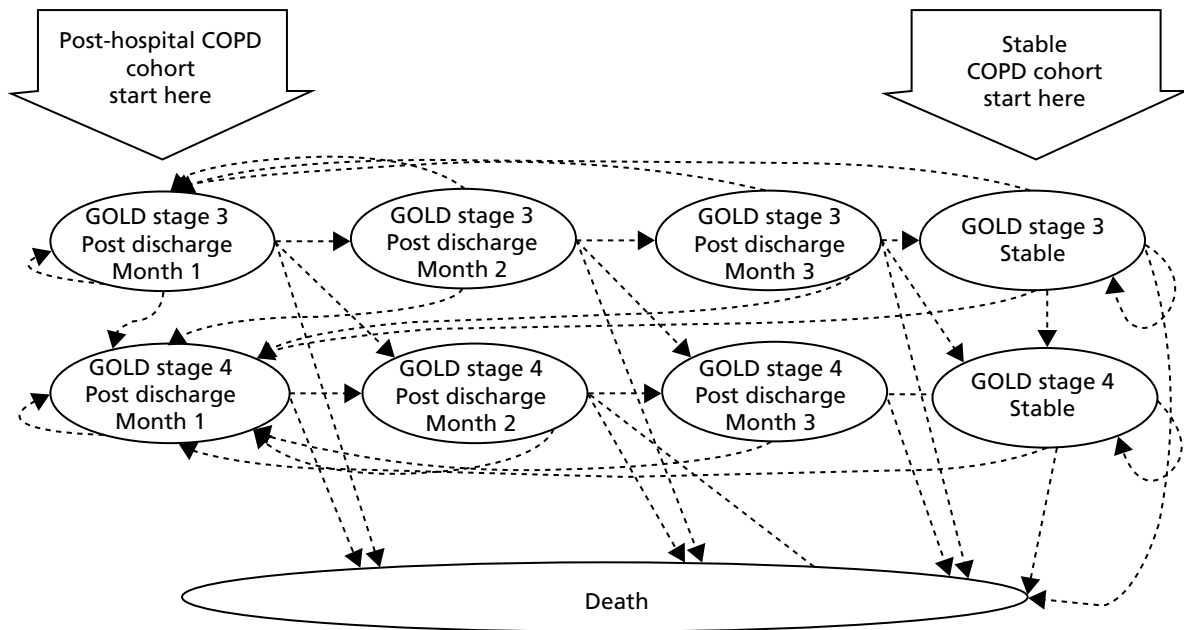 Post-hospital COPD
cohort
start here
Stable
COPD cohort
start here
GOLD stage 3
Post discharge
Month 1
GOLD stage 3
Post discharge
Month 2
GOLD stage 3
Post discharge
Month 3
GOLD stage 3
Stable
GOLD stage 4
Post discharge
Month 1
GOLD stage 4
Post discharge
Month 2
GOLD stage 4
Post discharge
Month 3
GOLD stage 4
Stable
Death